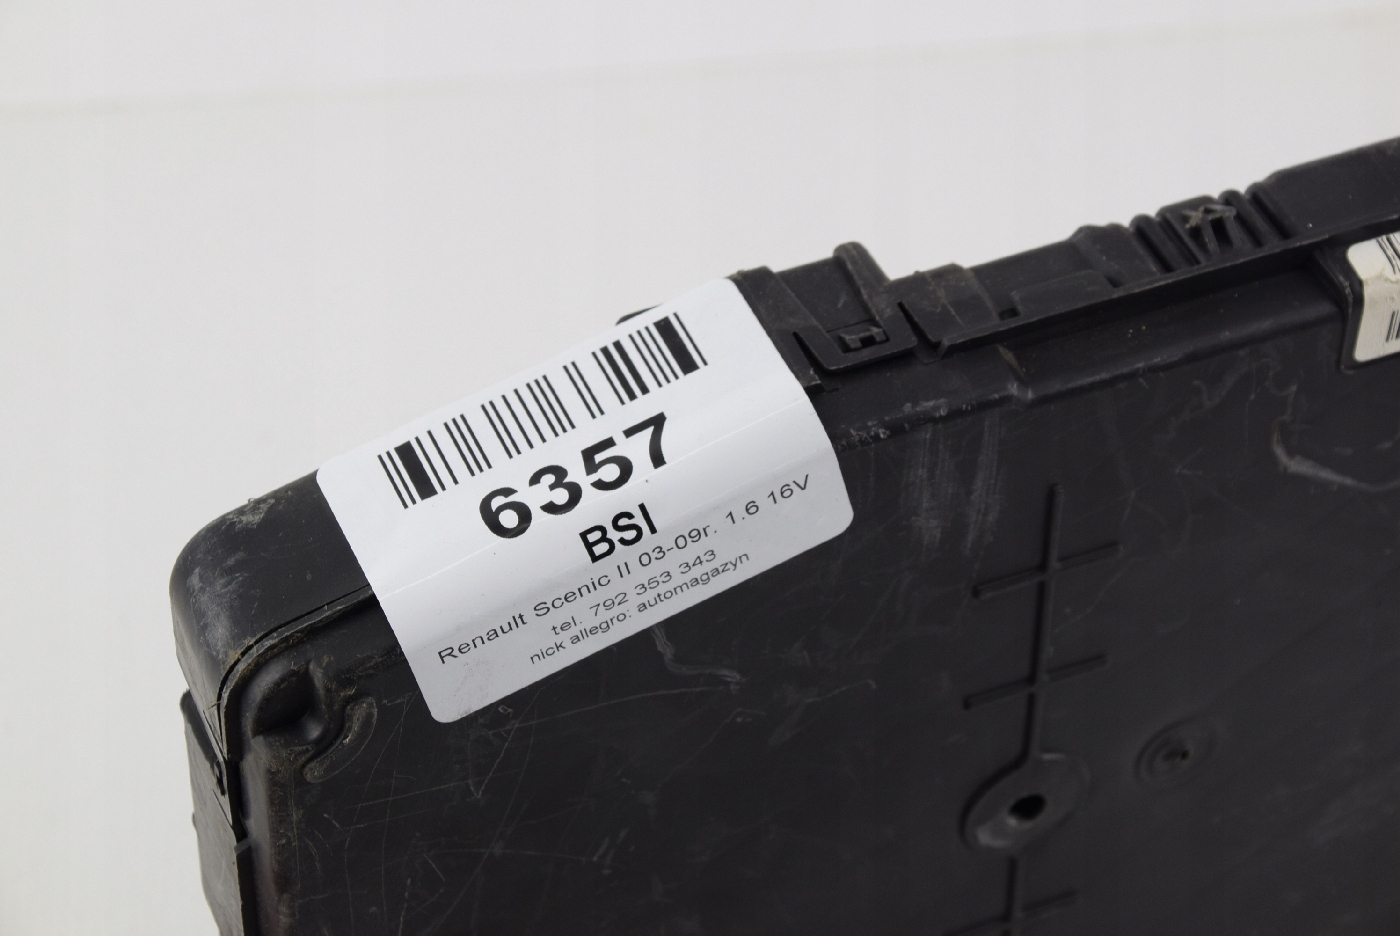 6357
BSI
Renault Scenic II 03-09r. 1.6 16V
tel. 792 353 343
nick allegro: automagazyn